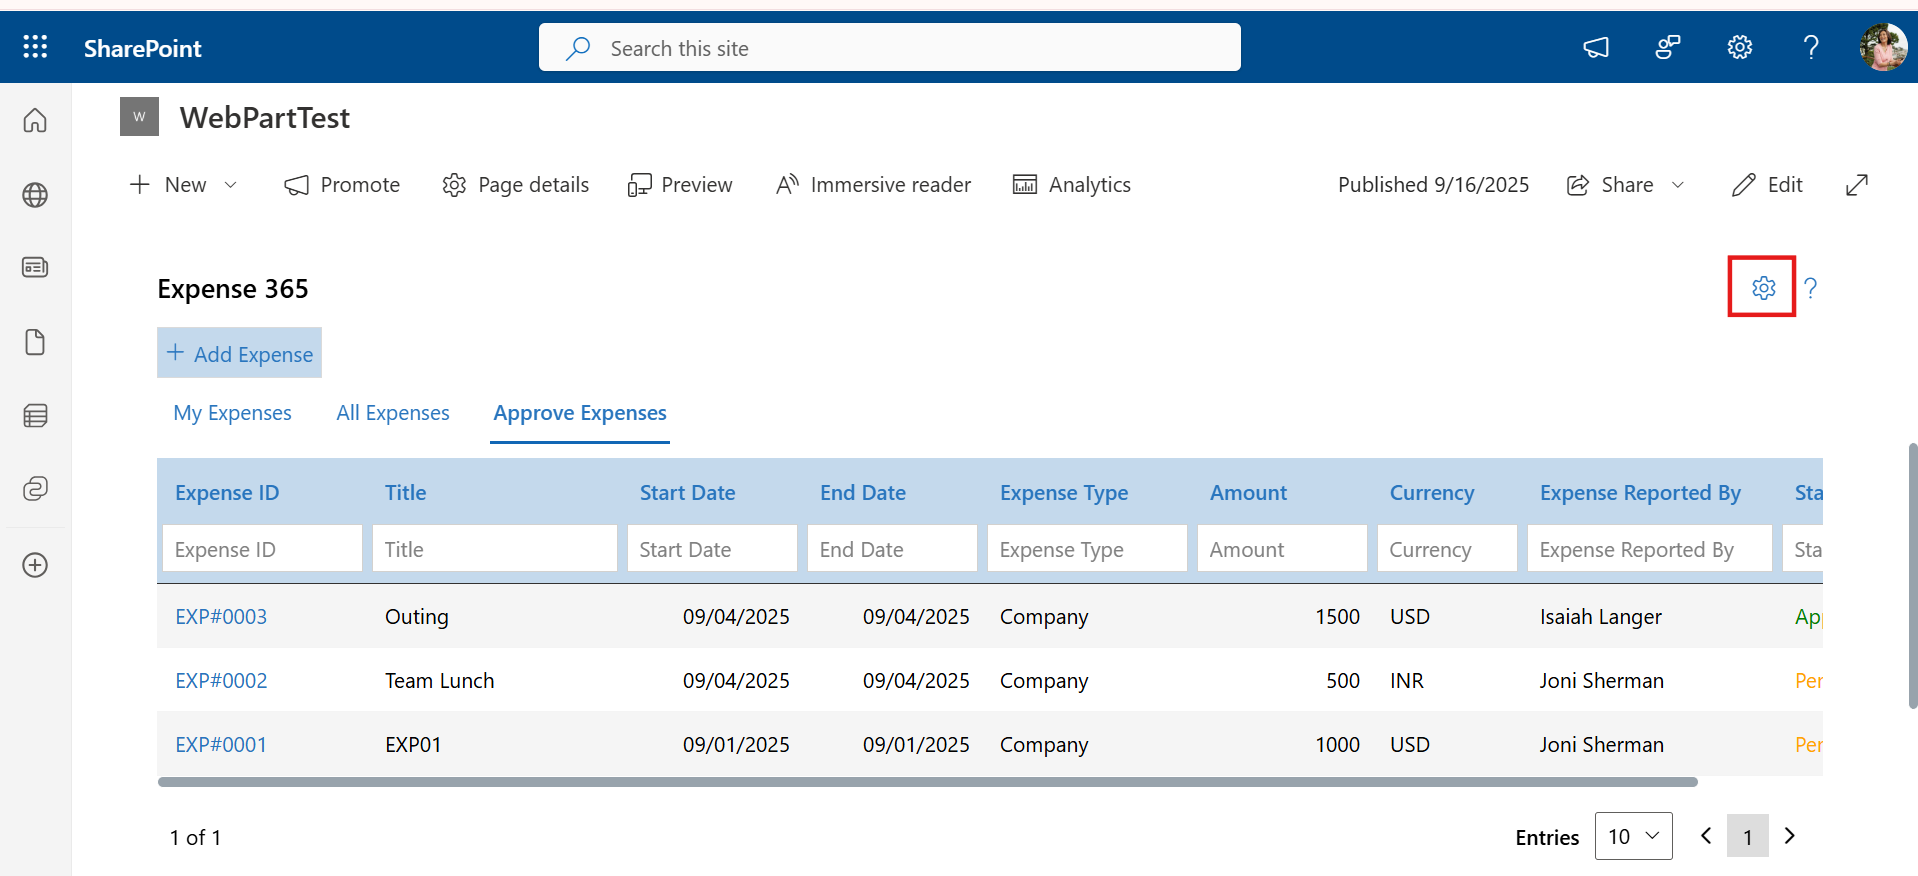 SharePoint
Search this site
?
W
WebPartTest
New Promote Page details Preview Immersive reader Analytics Published 9/16/2025 Share Edit
Expense 365
?
+ Add Expense
My Expenses All Expenses Approve Expenses
Expense ID Title Start Date End Date Expense Type Amount Currency Expense Reported By Sta
Expense ID Title Start Date End Date Expense Type Amount Currency Expense Reported By Sta
EXP#0003 Outing 09/04/2025 09/04/2025 Company 1500 USD Isaiah Langer App
EXP#0002 Team Lunch 09/04/2025 09/04/2025 Company 500 INR Joni Sherman Per
EXP#0001 EXP01 09/01/2025 09/01/2025 Company 1000 USD Joni Sherman Per
1 of 1 Entries 10 1